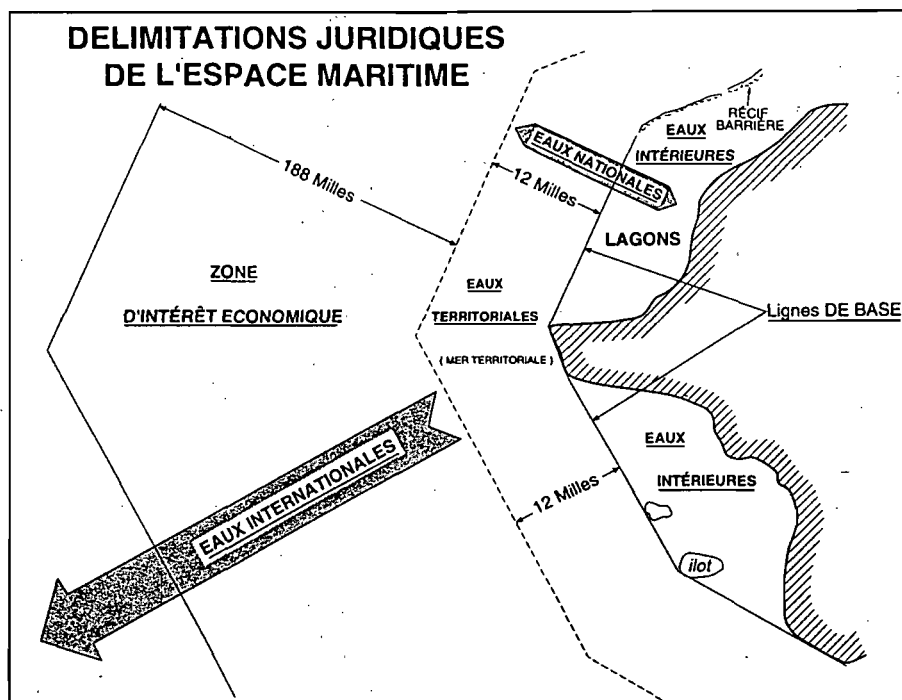 DELIMITATIONS JURIDIQUES
DE L'ESPACE MARITIME
RÉCIF
BARRIÈRE
EAUX
INTÉRIEURES
EAUX NATIONALES
188 Milles
12 Milles
LAGONS
ZONE
D'INTÉRÊT ECONOMIQUE
EAUX
TERRITORIALES
( MER TERRITORIALE )
Lignes DE BASE
EAUX INTERNATIONALES
EAUX
INTÉRIEURES
12 Milles
ilot